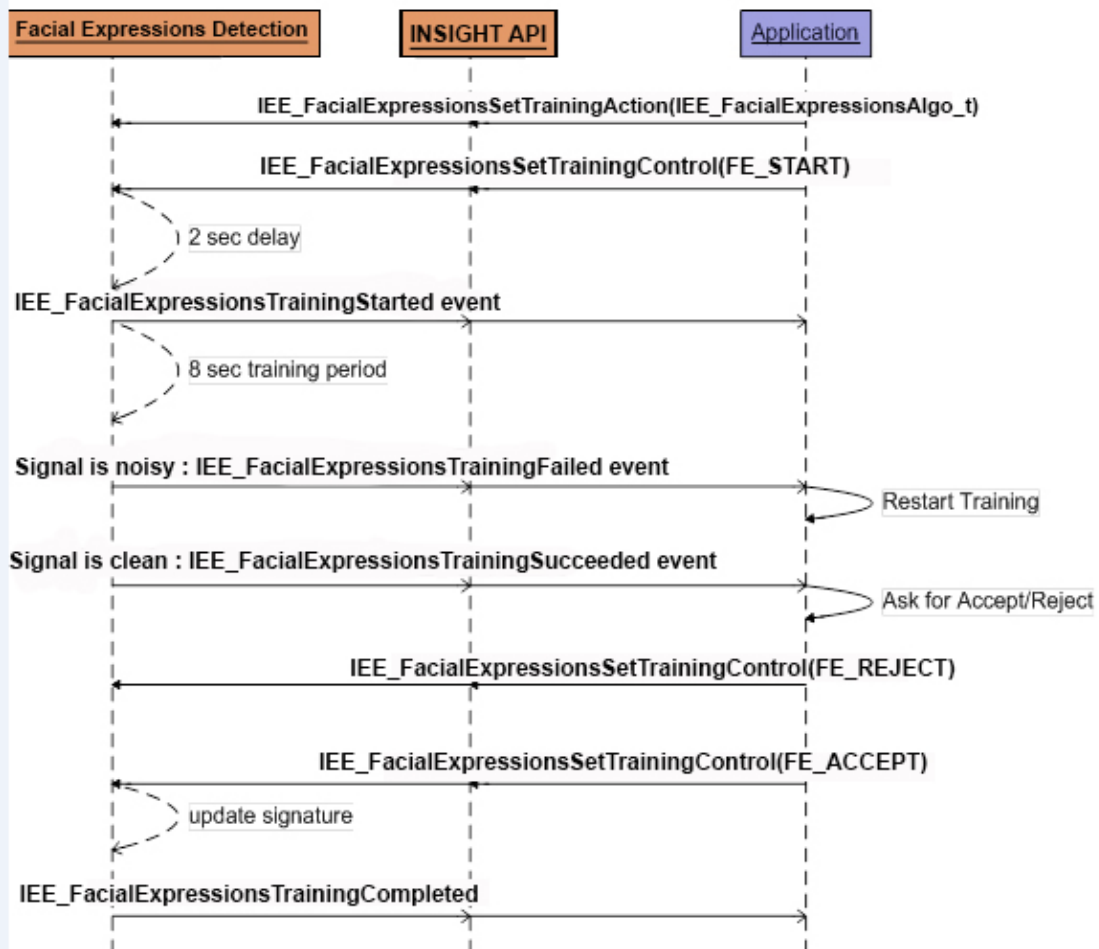 Facial Expressions Detection
INSIGHT API
Application
IEE_FacialExpressionsSetTrainingAction(IEE_FacialExpressionsAlgo_t)
IEE_FacialExpressionsSetTrainingControl(FE_START)
2 sec delay
IEE_FacialExpressionsTrainingStarted event
8 sec training period
Signal is noisy : IEE_FacialExpressionsTrainingFailed event
Restart Training
Signal is clean : IEE_FacialExpressionsTrainingSucceeded event
Ask for Accept/Reject
IEE_FacialExpressionsSetTrainingControl(FE_REJECT)
IEE_FacialExpressionsSetTrainingControl(FE_ACCEPT)
update signature
IEE_FacialExpressionsTrainingCompleted